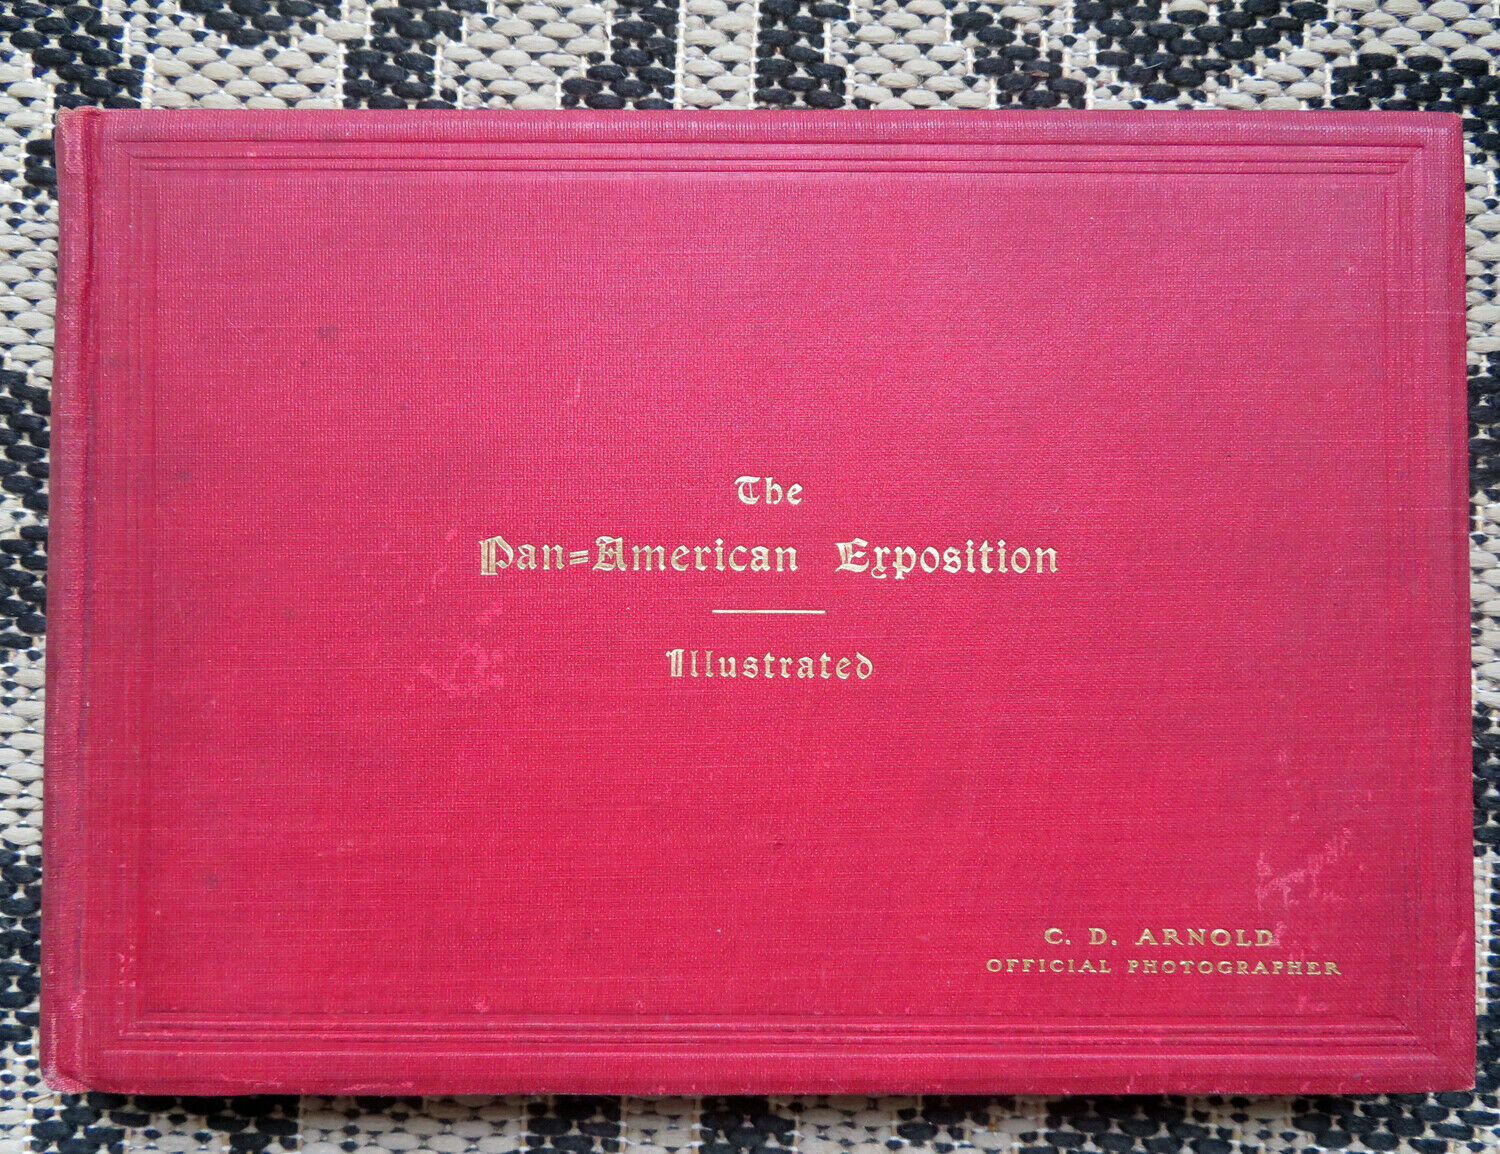 The
Pan=American Exposition
Illustrated
C. D. ARNOLD
OFFICIAL PHOTOGRAPHER